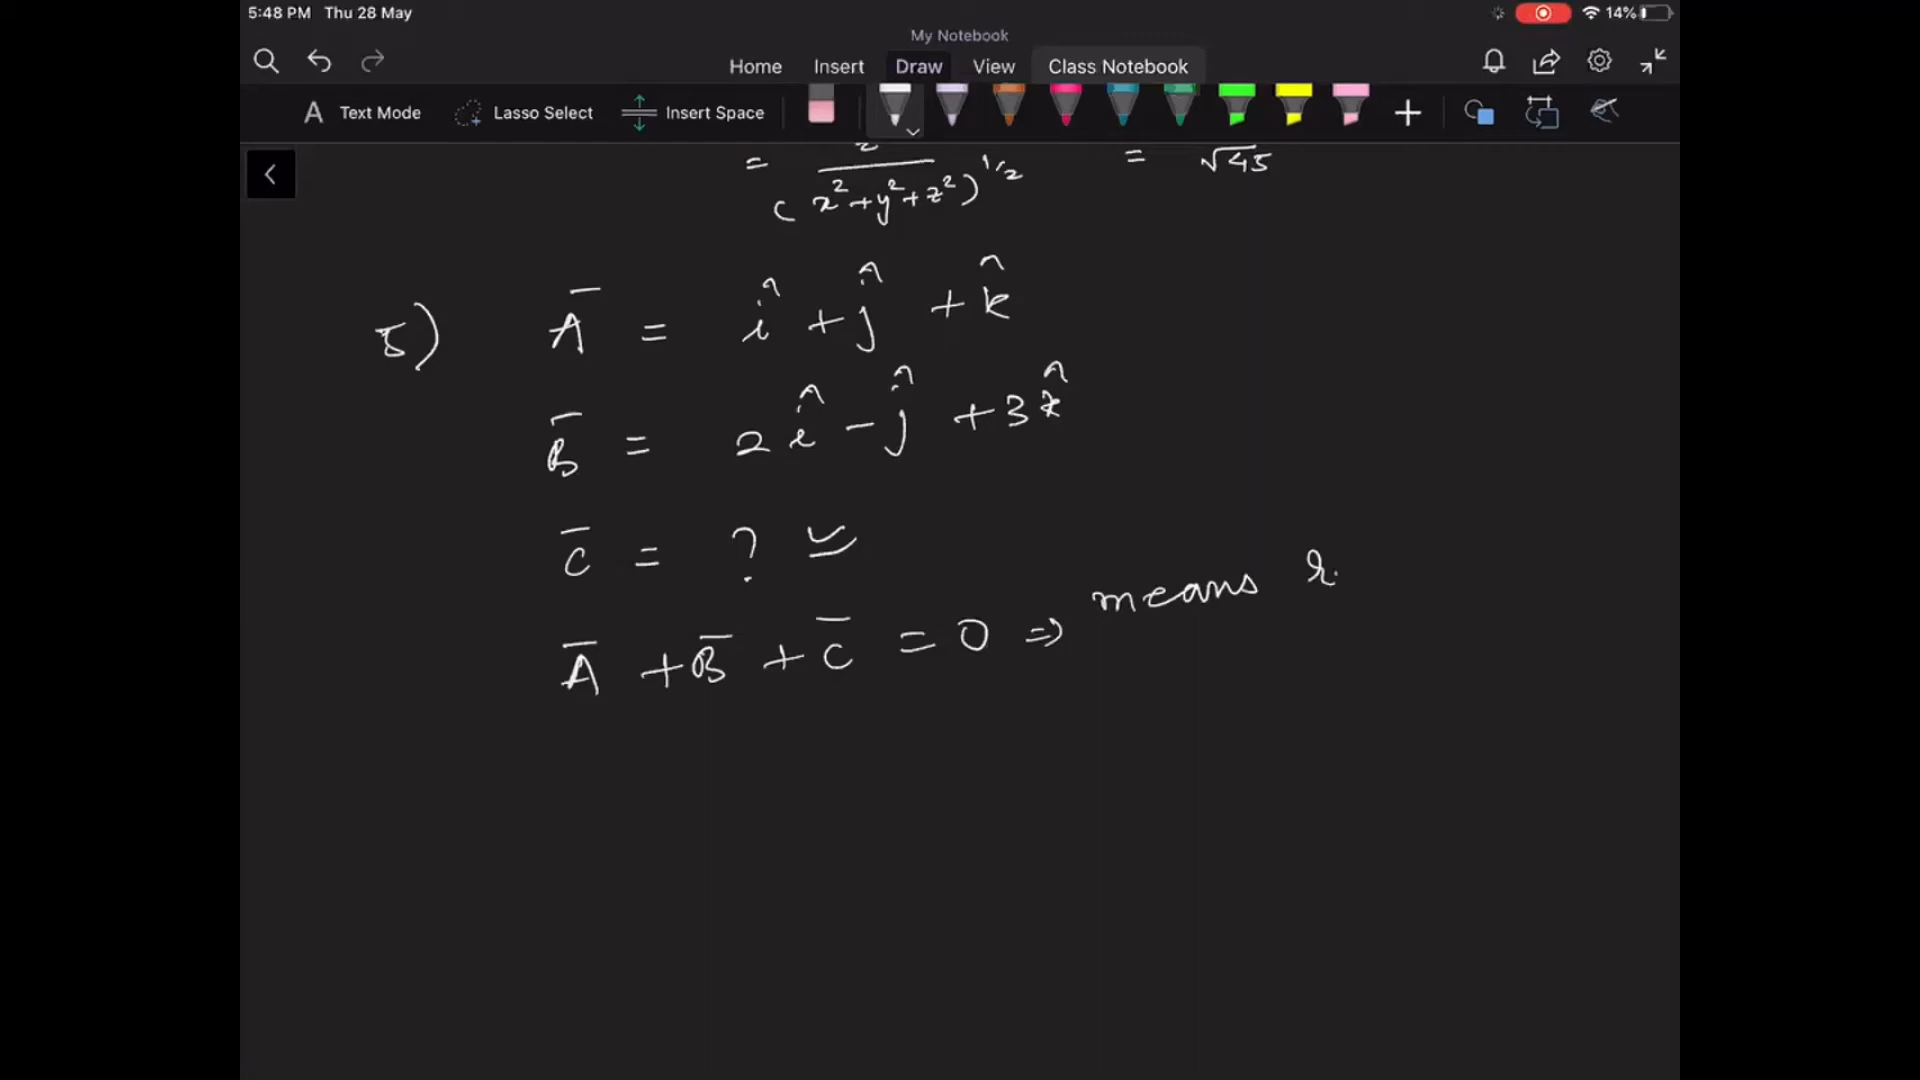 5:48 PM Thu 28 May 14%
My Notebook
Home Insert Draw View Class Notebook
A Text Mode Lasso Select Insert Space
= / (x²+y²+z²)^1/2 = √45
5) A̅ = î + ĵ + k̂
B̅ = 2î - ĵ + 3k̂
C̅ = ?
A̅ + B̅ + C̅ = 0 ⇒ means